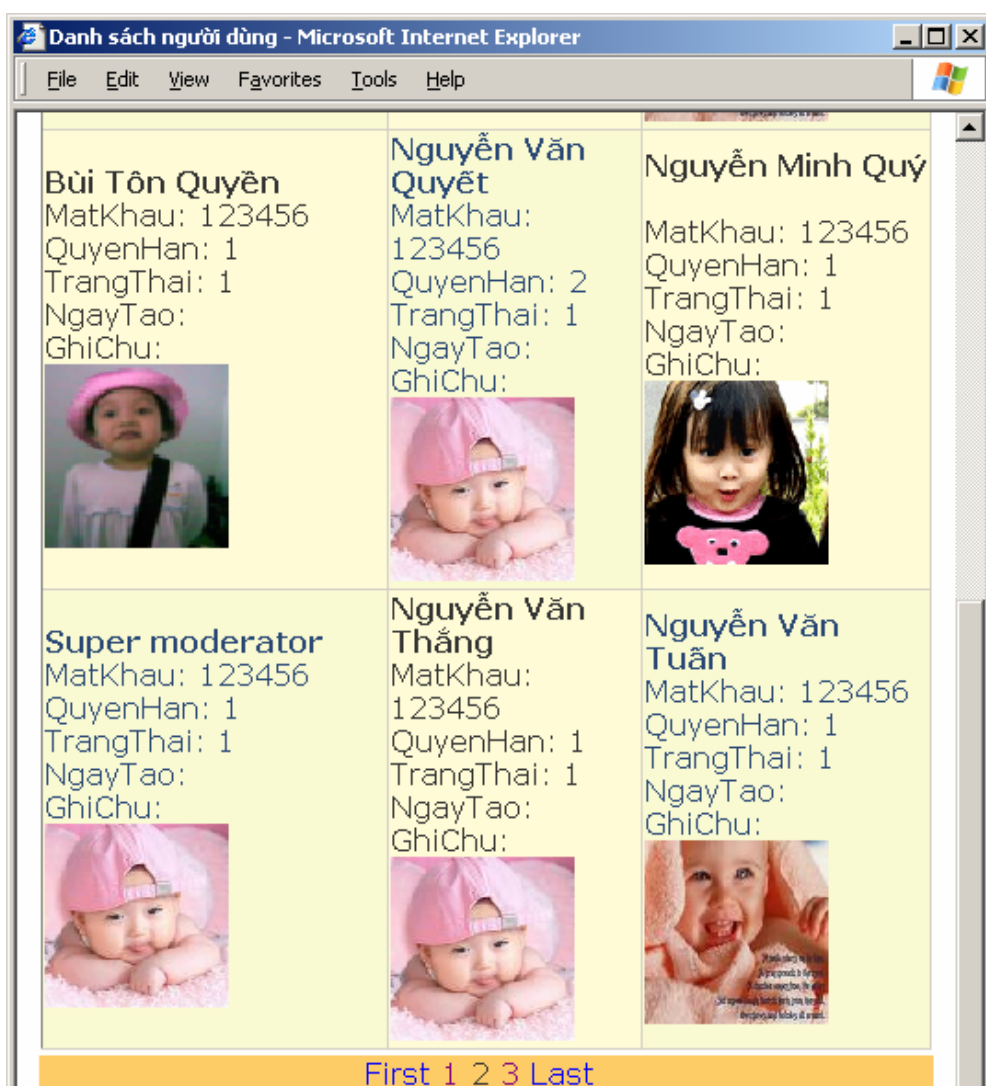 Danh sách người dùng - Microsoft Internet Explorer
File Edit View Favorites Tools Help
Bùi Tôn Quyền
MatKhau: 123456
QuyenHan: 1
TrangThai: 1
NgayTao:
GhiChu:
Nguyễn Văn
Quyết
MatKhau:
123456
QuyenHan: 2
TrangThai: 1
NgayTao:
GhiChu:
Nguyễn Minh Quý
MatKhau: 123456
QuyenHan: 1
TrangThai: 1
NgayTao:
GhiChu:
Super moderator
MatKhau: 123456
QuyenHan: 1
TrangThai: 1
NgayTao:
GhiChu:
Nguyễn Văn
Thắng
MatKhau:
123456
QuyenHan: 1
TrangThai: 1
NgayTao:
GhiChu:
Nguyễn Văn
Tuấn
MatKhau: 123456
QuyenHan: 1
TrangThai: 1
NgayTao:
GhiChu:
First 1 2 3 Last